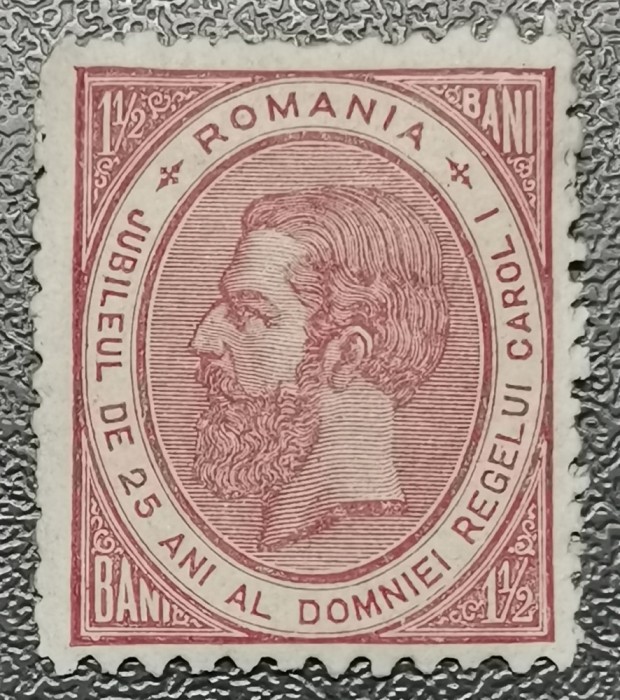 1½
ROMANIA
BANI
JUBILEUL DE 25 ANI AL DOMNIEI REGELUI CAROL I
BANI
1½